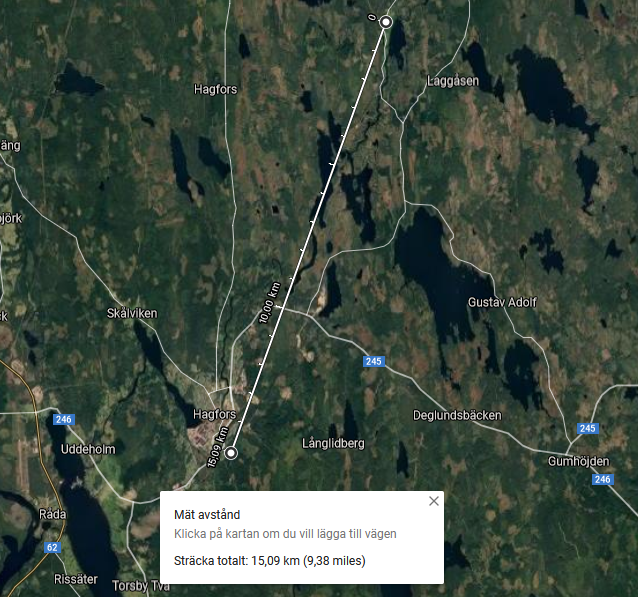 0
Laggåsen
Hagfors
äng
jörk
Gustav Adolf
10,00 km
k
Skålviken
245
Hagfors
Deglundsbäcken
246
245
15,09 km
Långlidberg
Uddeholm
Gumhöjden
246
Råda
62
Rissäter
Torsby Två
Mät avstånd
Klicka på kartan om du vill lägga till vägen
Sträcka totalt: 15,09 km (9,38 miles)